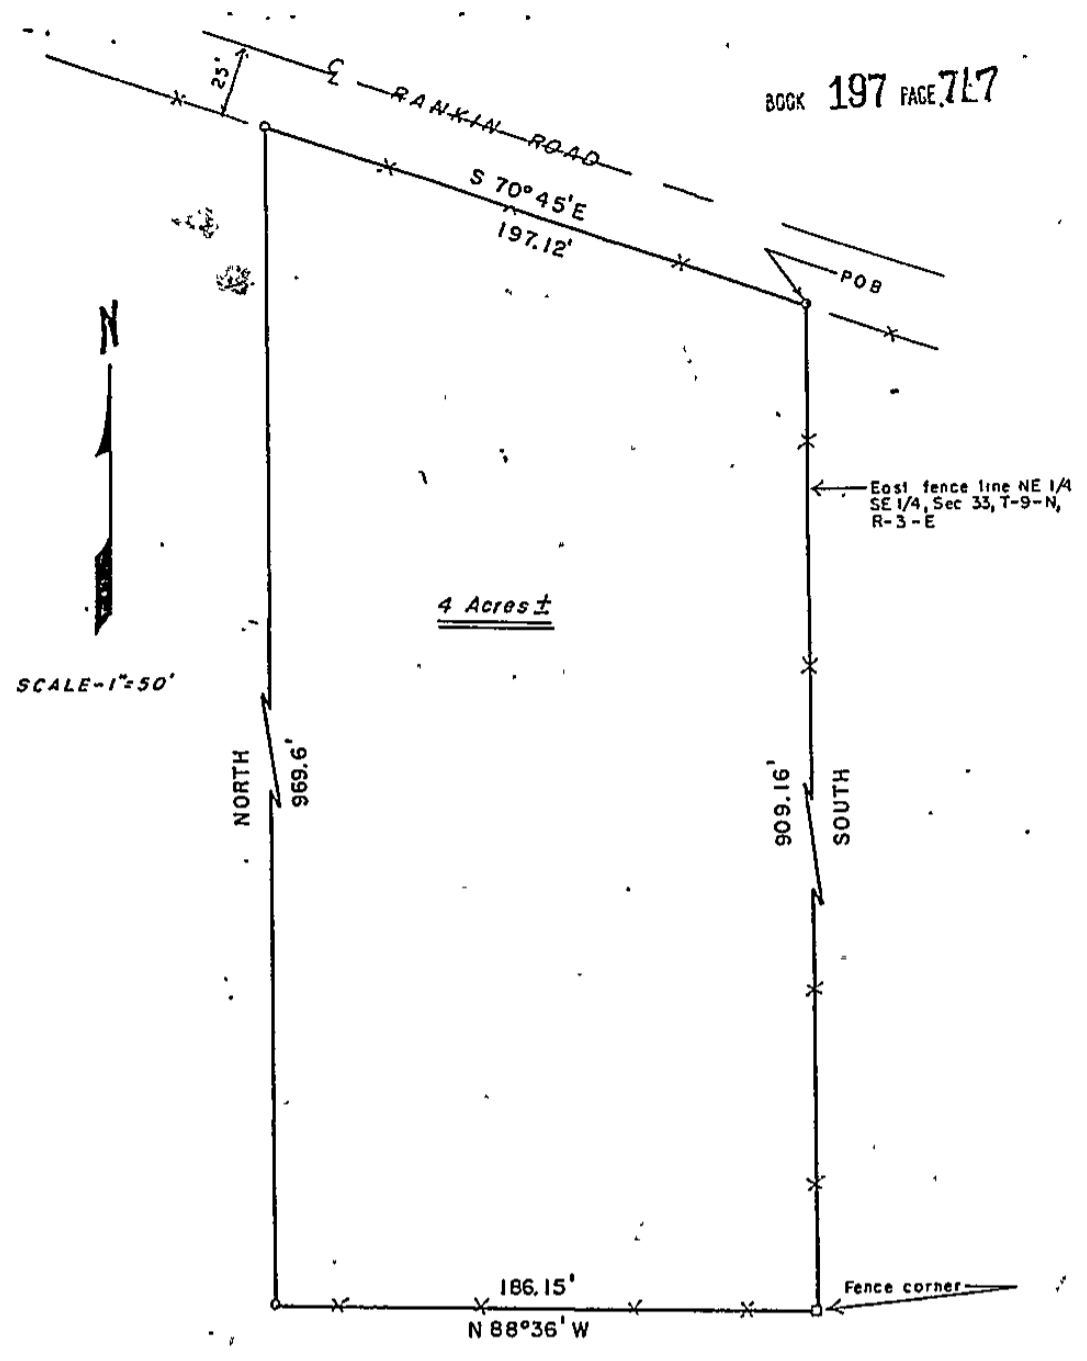 BOOK 197 PAGE
25'
℄ RANKIN ROAD
S 70°45'E
197.12'
POB
N
East fence line NE 1/4
SE 1/4, Sec 33, T-9-N,
R-3-E
4 Acres ±
SCALE-1"=50'
NORTH
969.6'
909.16'
SOUTH
186.15'
N 88°36' W
Fence corner